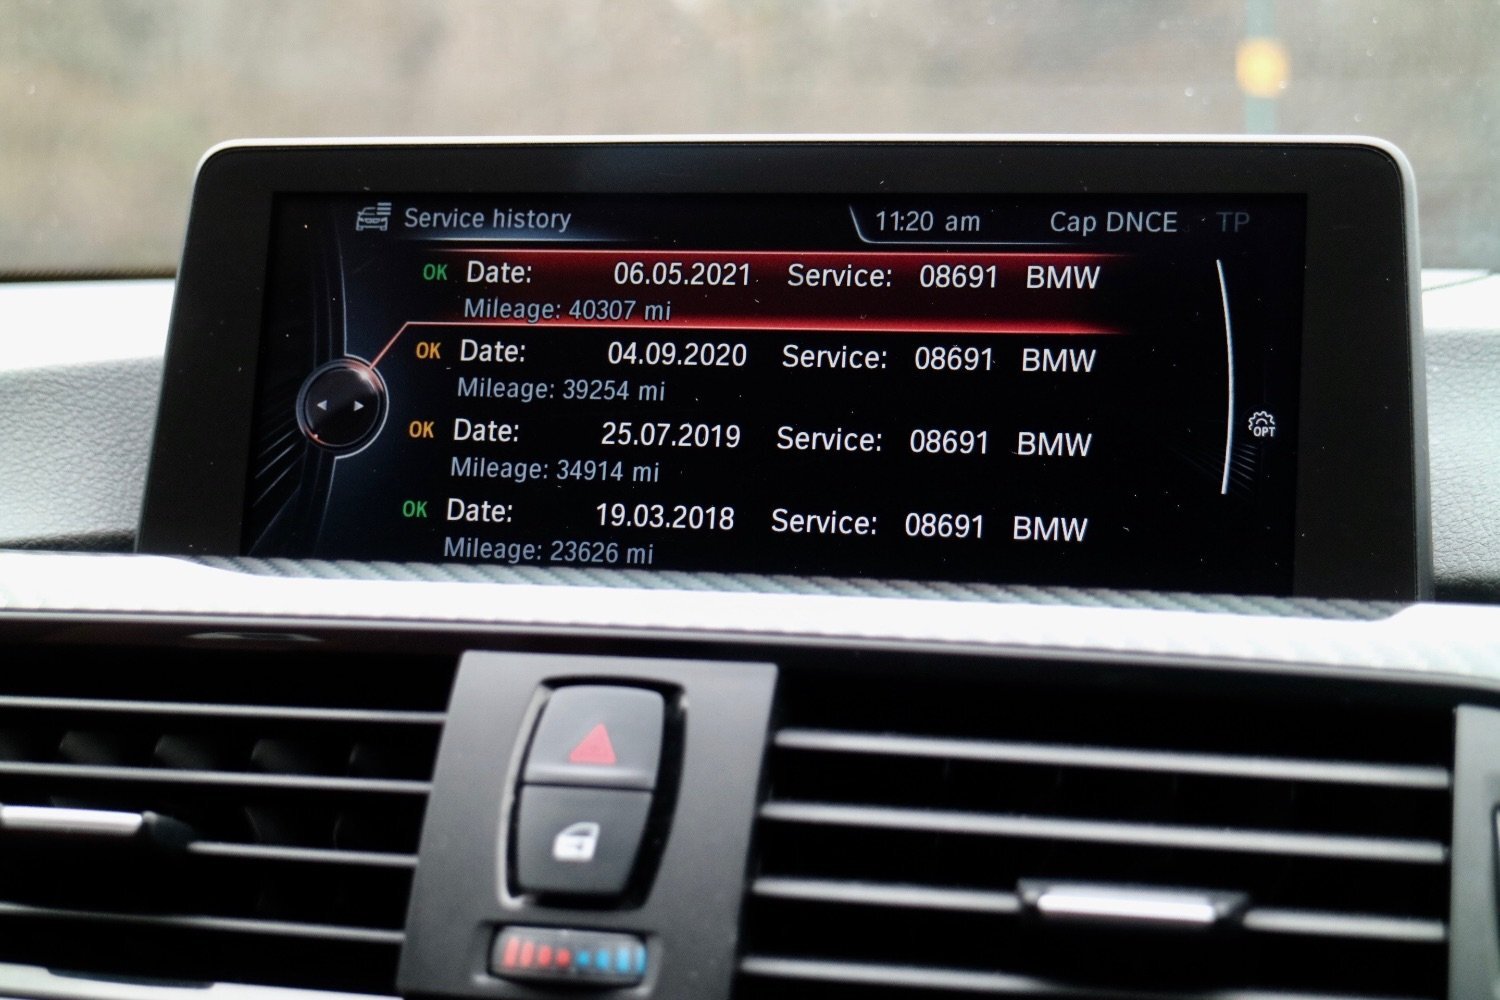 Service history 11:20 am Cap DNCE TP
OK Date: 06.05.2021 Service: 08691 BMW
Mileage: 40307 mi
OK Date: 04.09.2020 Service: 08691 BMW
Mileage: 39254 mi
OK Date: 25.07.2019 Service: 08691 BMW
Mileage: 34914 mi
OPT
OK Date: 19.03.2018 Service: 08691 BMW
Mileage: 23626 mi